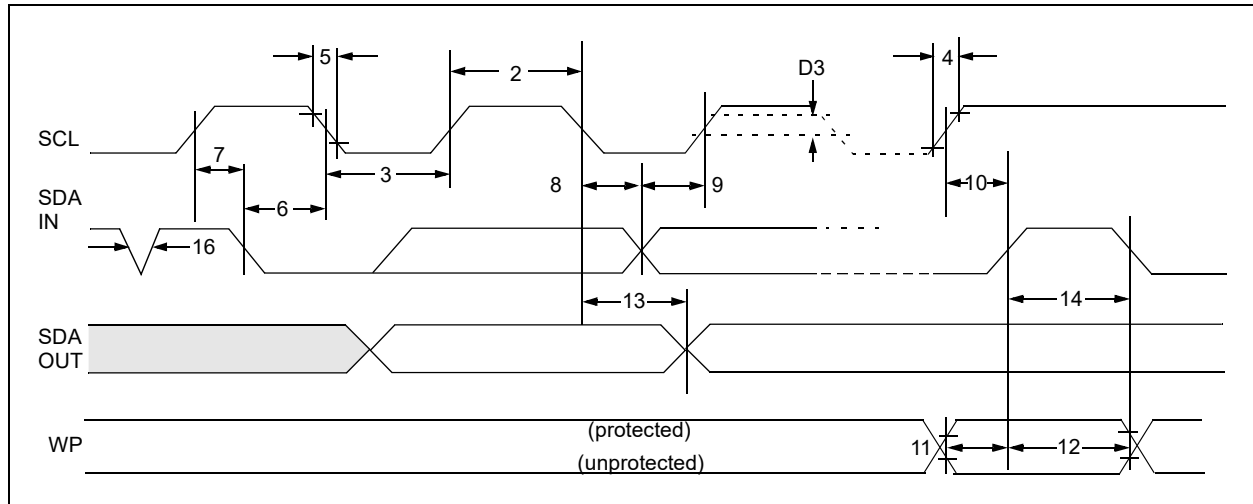 5
2
D3
4
SCL
7
3
8
9
10
SDA
IN
6
16
13
14
SDA
OUT
WP
(protected)
(unprotected)
11
12